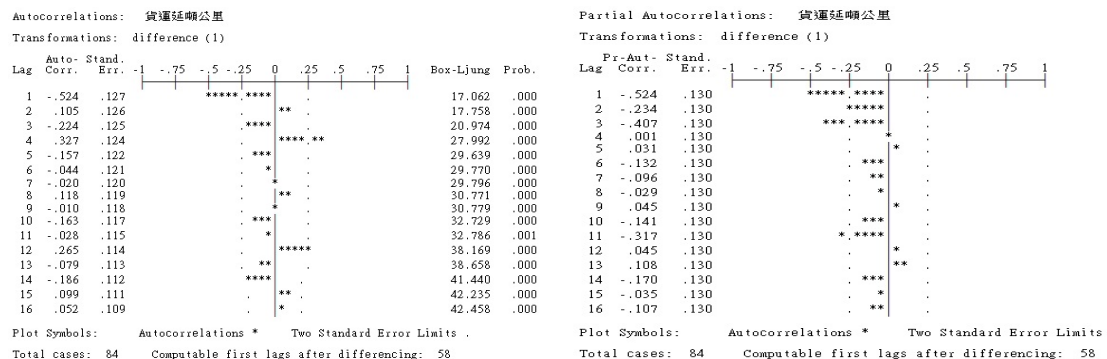 Autocorrelations: 貨運延噸公里
Transformations: difference (1)
Auto- Stand.
Lag Corr. Err. -1 -.75 -.5 -.25 0 .25 .5 .75 1 Box-Ljung Prob.
1 -.524 .127 *****.**** . 17.062 .000
2 .105 .126 . ** . 17.758 .000
3 -.224 .125 .**** . 20.974 .000
4 .327 .124 . ****.** 27.992 .000
5 -.157 .122 . *** . 29.639 .000
6 -.044 .121 . * . 29.770 .000
7 -.020 .120 . * . 29.796 .000
8 .118 .119 . ** . 30.771 .000
9 -.010 .118 . * . 30.779 .000
10 -.163 .117 . *** . 32.729 .000
11 -.028 .115 . * . 32.786 .001
12 .265 .114 . ***** 38.169 .000
13 -.079 .113 . ** . 38.658 .000
14 -.186 .112 **** . 41.440 .000
15 .099 .111 . ** . 42.235 .000
16 .052 .109 . * . 42.458 .000
Plot Symbols: Autocorrelations * Two Standard Error Limits .
Total cases: 84 Computable first lags after differencing: 58
Partial Autocorrelations: 貨運延噸公里
Transformations: difference (1)
Pr-Aut- Stand.
Lag Corr. Err. -1 -.75 -.5 -.25 0 .25 .5 .75 1
1 -.524 .130 *****.**** .
2 -.234 .130 ***** .
3 -.407 .130 ***.**** .
4 .001 .130 . * .
5 .031 .130 . * .
6 -.132 .130 . *** .
7 -.096 .130 . ** .
8 -.029 .130 . * .
9 .045 .130 . * .
10 -.141 .130 . *** .
11 -.317 .130 *.**** .
12 .045 .130 . * .
13 .108 .130 . ** .
14 -.170 .130 . *** .
15 -.035 .130 . * .
16 -.107 .130 . ** .
Plot Symbols: Autocorrelations * Two Standard Error Limits
Total cases: 84 Computable first lags after differencing: 58